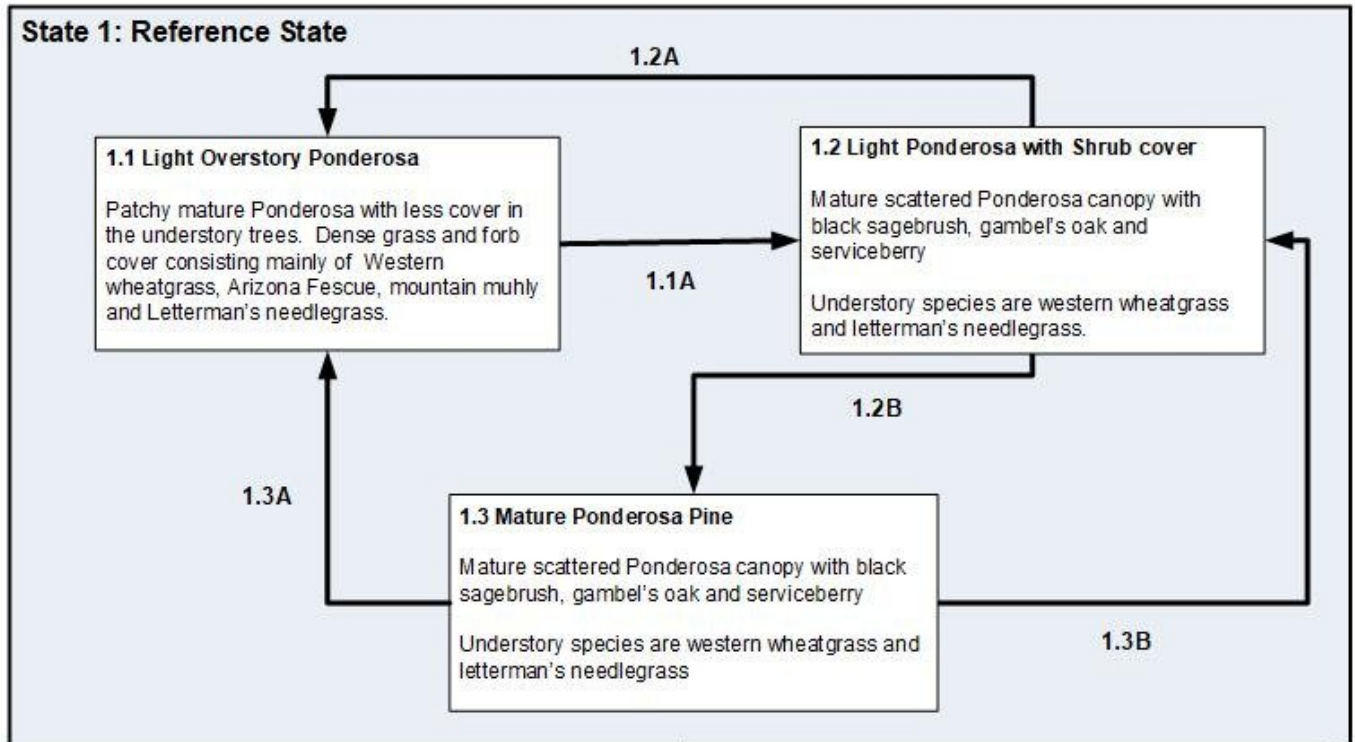 State 1: Reference State
1.2A
1.1 Light Overstory Ponderosa
Patchy mature Ponderosa with less cover in
the understory trees.  Dense grass and forb
cover consisting mainly of  Western
wheatgrass, Arizona Fescue, mountain muhly
and Letterman's needlegrass.
1.1A
1.2 Light Ponderosa with Shrub cover
Mature scattered Ponderosa canopy with
black sagebrush, gambel's oak and
serviceberry
Understory species are western wheatgrass
and letterman's needlegrass.
1.2B
1.3A
1.3 Mature Ponderosa Pine
Mature scattered Ponderosa canopy with black
sagebrush, gambel's oak and serviceberry
Understory species are western wheatgrass and
letterman's needlegrass
1.3B